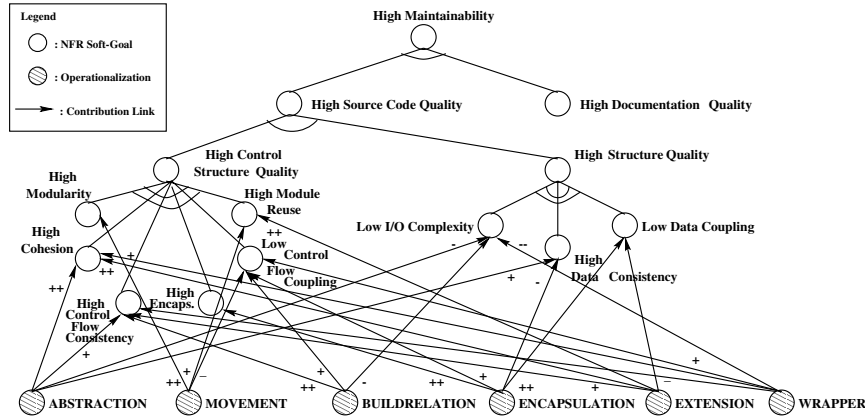 High Maintainability
Legend
: NFR Soft-Goal
: Operationalization
: Contribution Link
High Source Code Quality
High Documentation Quality
High Control
Structure Quality
High Structure Quality
High
Modularity
High Module
Reuse
++
High
Cohesion
+
++
Low Control
Flow
Coupling
Low I/O Complexity
-
--
Low Data Coupling
High
Data Consistency
+
-
++
High
Encaps.
High
Control
Flow
Consistency
+
+
++
_
+
++
-
++
+
++
+
_
+
ABSTRACTION
MOVEMENT
BUILDRELATION
ENCAPSULATION
EXTENSION
WRAPPER